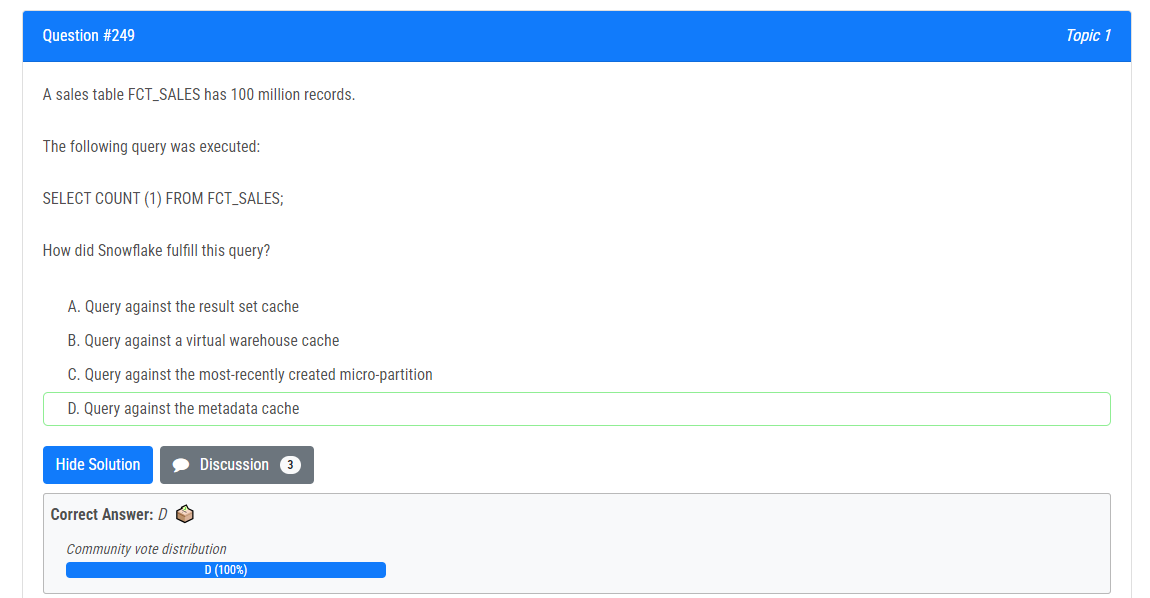 Question #249
Topic 1
A sales table FCT_SALES has 100 million records.
The following query was executed:
SELECT COUNT (1) FROM FCT_SALES;
How did Snowflake fulfill this query?
A. Query against the result set cache
B. Query against a virtual warehouse cache
C. Query against the most-recently created micro-partition
D. Query against the metadata cache
Hide Solution
Discussion 3
Correct Answer: D
Community vote distribution
D (100%)